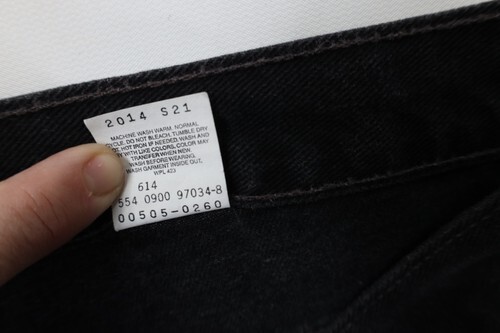 2014 S21
MACHINE WASH WARM, NORMAL
CYCLE. DO NOT BLEACH. TUMBLE DRY
HOT IRON IF NEEDED. WASH AND
WITH LIKE COLORS. COLOR MAY
TRANSFER WHEN NEW.
WASH BEFORE WEARING.
WASH GARMENT INSIDE OUT.
WPL 423
614
554 0900 97034-8
00505-0260